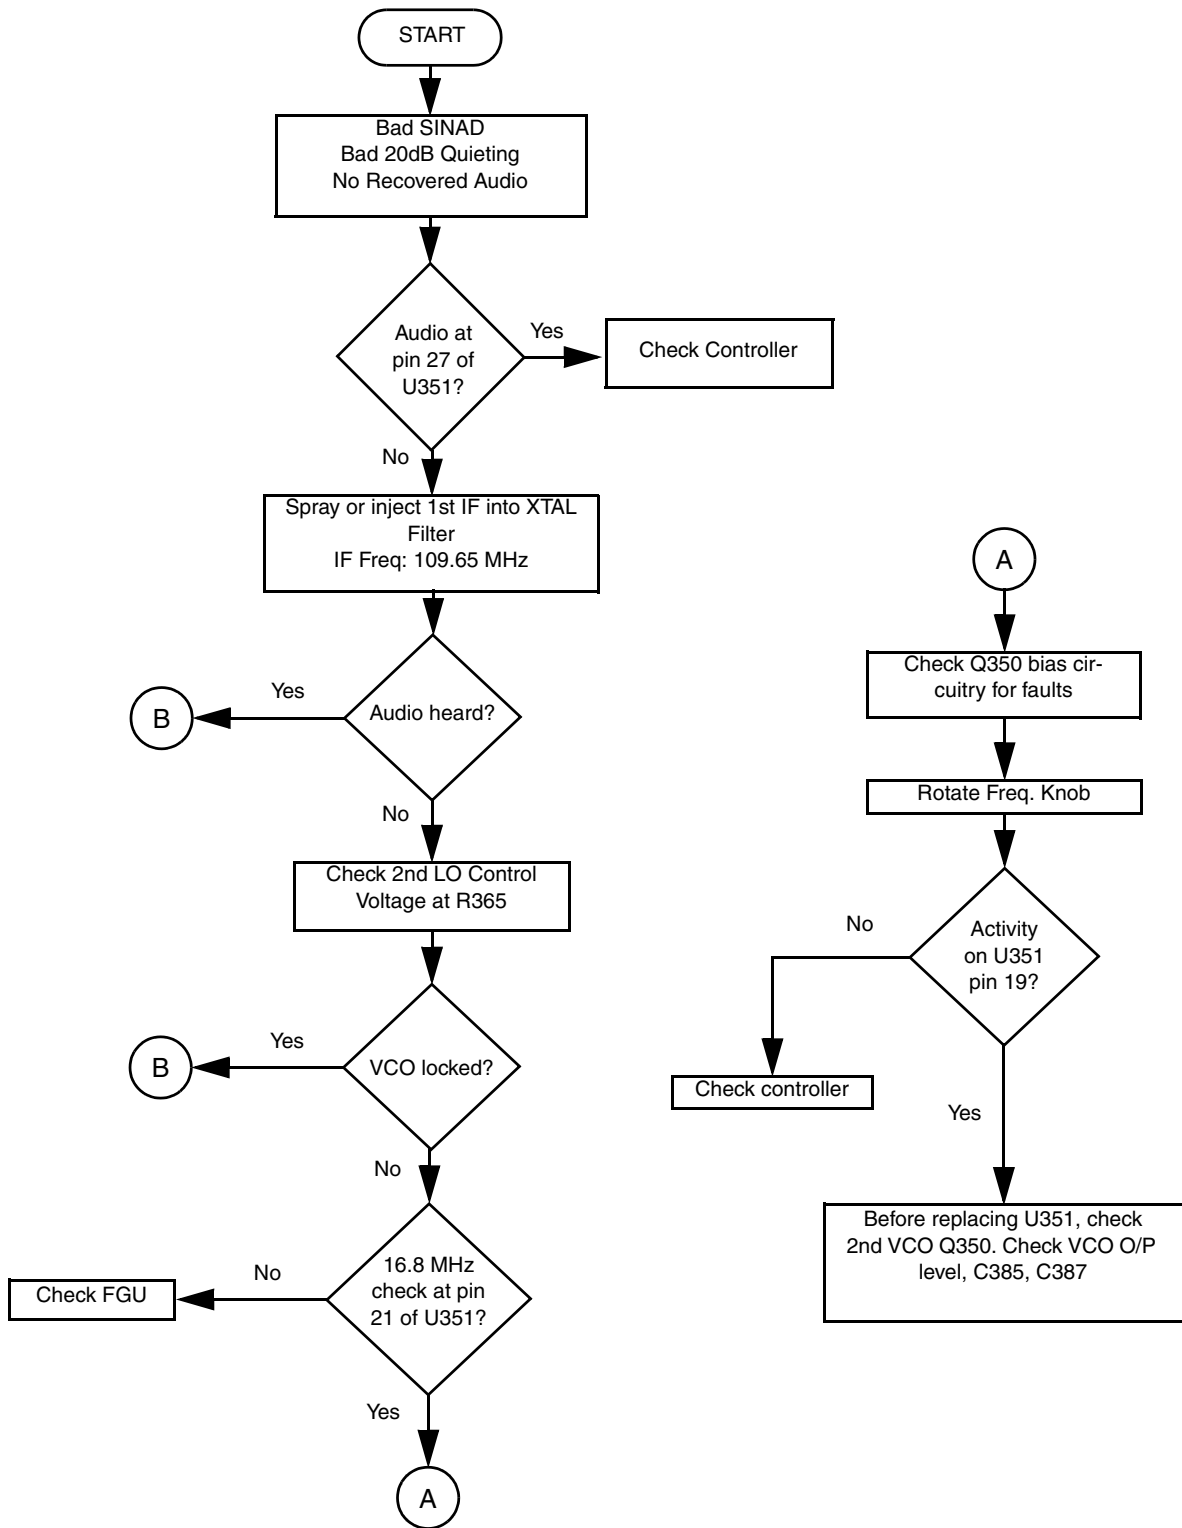 START
Bad SINAD
Bad 20dB Quieting
No Recovered Audio
Audio at
pin 27 of
U351?
Yes
Check Controller
No
Spray or inject 1st IF into XTAL
Filter
IF Freq: 109.65 MHz
Audio heard?
Yes
B
No
Check 2nd LO Control
Voltage at R365
VCO locked?
Yes
B
No
16.8 MHz
check at pin
21 of U351?
No
Check FGU
Yes
A
A
Check Q350 bias cir-
cuitry for faults
Rotate Freq. Knob
Activity
on U351
pin 19?
No
Check controller
Yes
Before replacing U351, check
2nd VCO Q350. Check VCO O/P
level, C385, C387